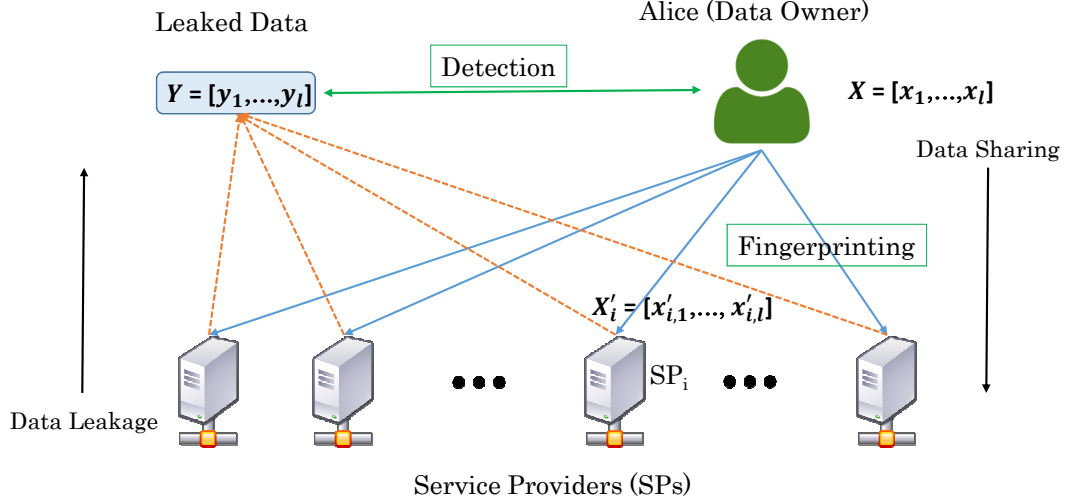 Leaked Data
Alice (Data Owner)
Detection
Y = [y₁,...,yₗ]
X = [x₁,...,xₗ]
Data Sharing
Fingerprinting
X′ᵢ = [x′ᵢ,₁,..., x′ᵢ,ₗ]
SPᵢ
Data Leakage
Service Providers (SPs)